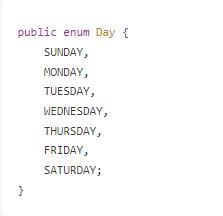 public enum Day {
    SUNDAY,
    MONDAY,
    TUESDAY,
    WEDNESDAY,
    THURSDAY,
    FRIDAY,
    SATURDAY;
}